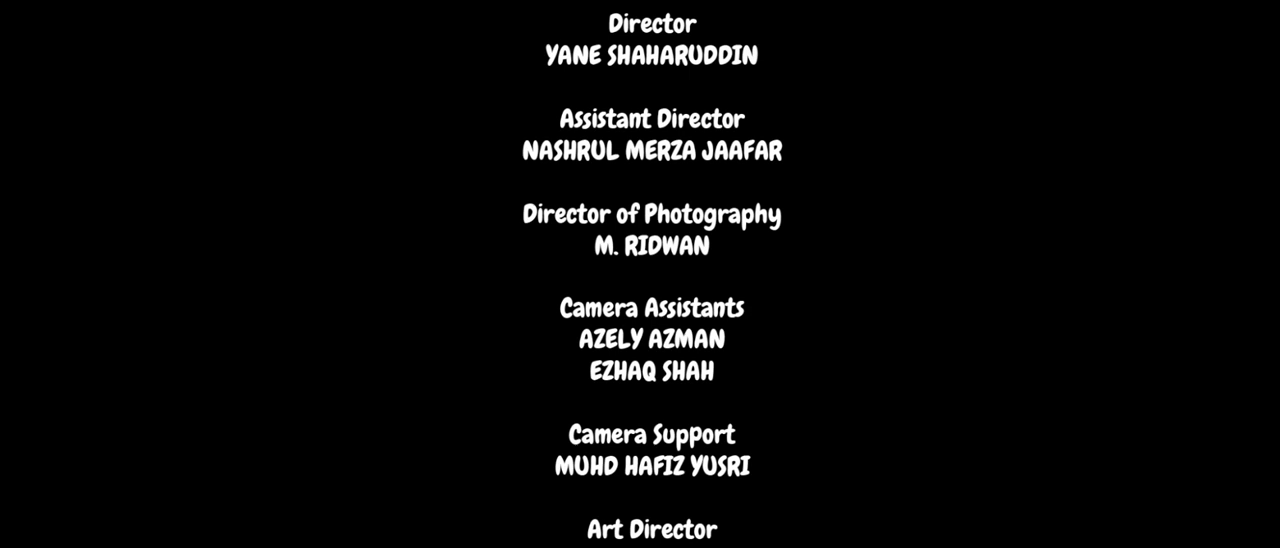 Director
YANE SHAHARUDDIN
Assistant Director
NASHRUL MERZA JAAFAR
Director of Photography
M. RIDWAN
Camera Assistants
AZELY AZMAN
EZHAQ SHAH
Camera Support
MUHD HAFIZ YUSRI
Art Director